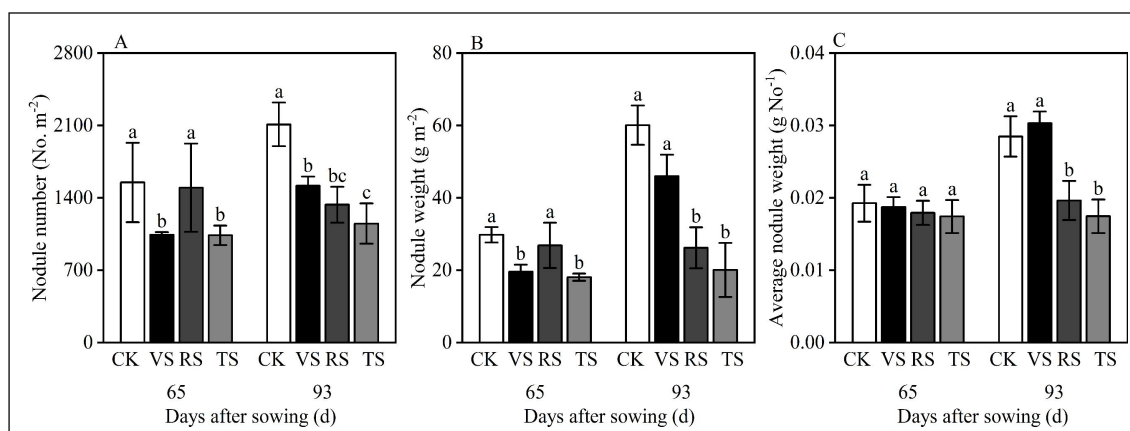 A
Nodule number (No. m⁻²)
2800
2100
1400
700
0
a
b
a
b
a
b
bc
c
CK VS RS TS CK VS RS TS
65 93
Days after sowing (d)
B
Nodule weight (g m⁻²)
80
60
40
20
0
a
b
a
b
a
a
b
b
CK VS RS TS CK VS RS TS
65 93
Days after sowing (d)
C
Average nodule weight (g No⁻¹)
0.04
0.03
0.02
0.01
0.00
a
a
a
a
a
a
b
b
CK VS RS TS CK VS RS TS
65 93
Days after sowing (d)